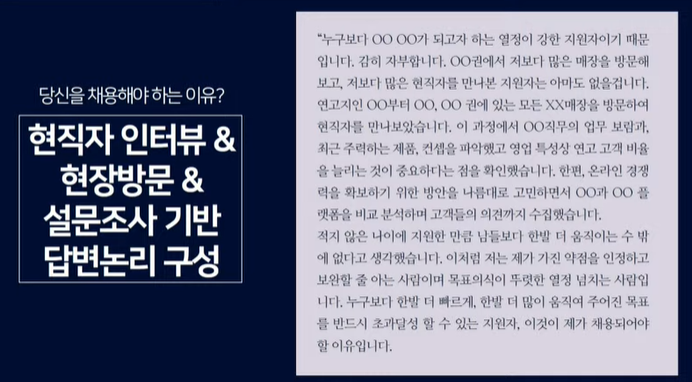 당신을 채용해야 하는 이유?
현직자 인터뷰 &
현장방문 &
설문조사 기반
답변논리 구성
“누구보다 OO OO가 되고자 하는 열정이 강한 지원자이기 때문
입니다. 감히 자부합니다. OO권에서 저보다 많은 매장을 방문해
보고, 저보다 많은 현직자를 만나본 지원자는 아마도 없을겁니다.
연고지인 OO부터 OO, OO 권에 있는 모든 XX매장을 방문하여
현직자를 만나보았습니다. 이 과정에서 OO직무의 업무 보람과,
최근 주력하는 제품, 컨셉을 파악했고 영업 특성상 연고 고객 비율
을 늘리는 것이 중요하다는 점을 확인했습니다. 한편, 온라인 경쟁
력을 확보하기 위한 방안을 나름대로 고민하면서 OO과 OO 플
랫폼을 비교 분석하며 고객들의 의견까지 수집했습니다.
적지 않은 나이에 지원한 만큼 남들보다 한발 더 움직이는 수 밖
에 없다고 생각했습니다. 이처럼 저는 제가 가진 약점을 인정하고
보완할 줄 아는 사람이며 목표의식이 뚜렷한 열정 넘치는 사람입
니다. 누구보다 한발 더 빠르게, 한발 더 많이 움직여 주어진 목표
를 반드시 초과달성 할 수 있는 지원자, 이것이 제가 채용되어야
할 이유입니다.